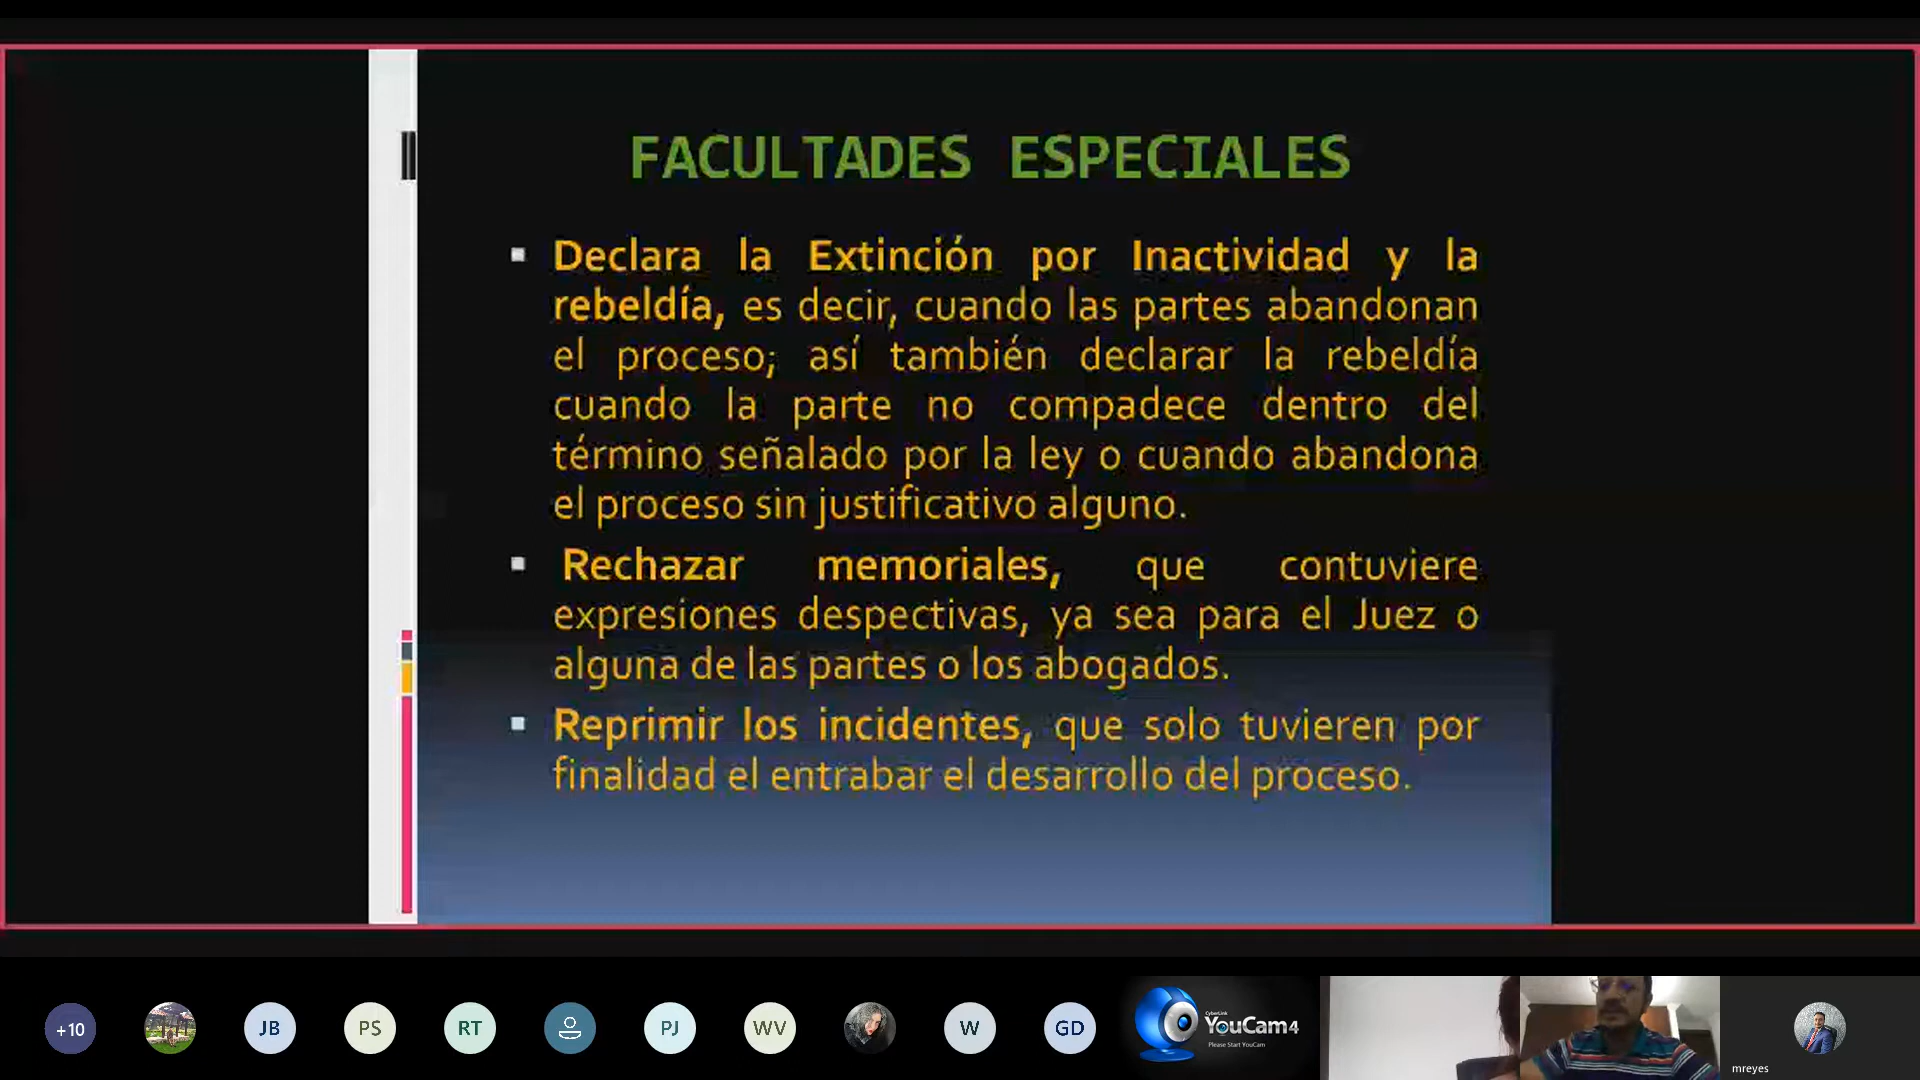 FACULTADES ESPECIALES
▪ Declara la Extinción por Inactividad y la
rebeldía, es decir, cuando las partes abandonan
el proceso; así también declarar la rebeldía
cuando la parte no compadece dentro del
término señalado por la ley o cuando abandona
el proceso sin justificativo alguno.
▪ Rechazar memoriales, que contuviere
expresiones despectivas, ya sea para el Juez o
alguna de las partes o los abogados.
▪ Reprimir los incidentes, que solo tuvieren por
finalidad el entrabar el desarrollo del proceso.
+10
JB
PS
RT
PJ
WV
W
GD
CyberLink
YouCam 4
Please Start YouCam
mreyes